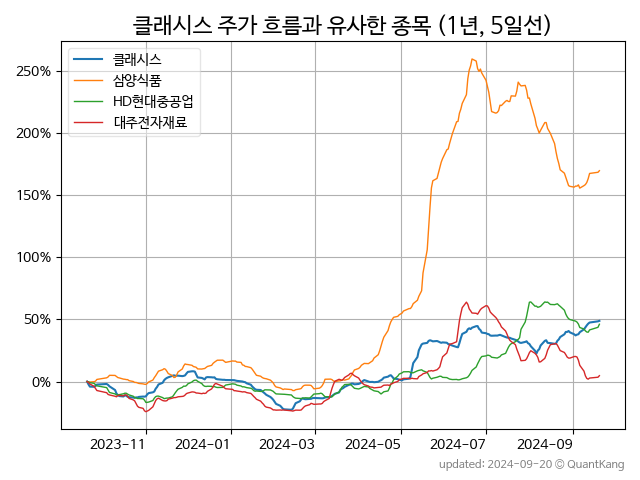 클래시스 주가 흐름과 유사한 종목 (1년, 5일선)
클래시스
삼양식품
HD현대중공업
대주전자재료
250%
200%
150%
100%
50%
0%
2023-11 2024-01 2024-03 2024-05 2024-07 2024-09
updated: 2024-09-20 © QuantKang